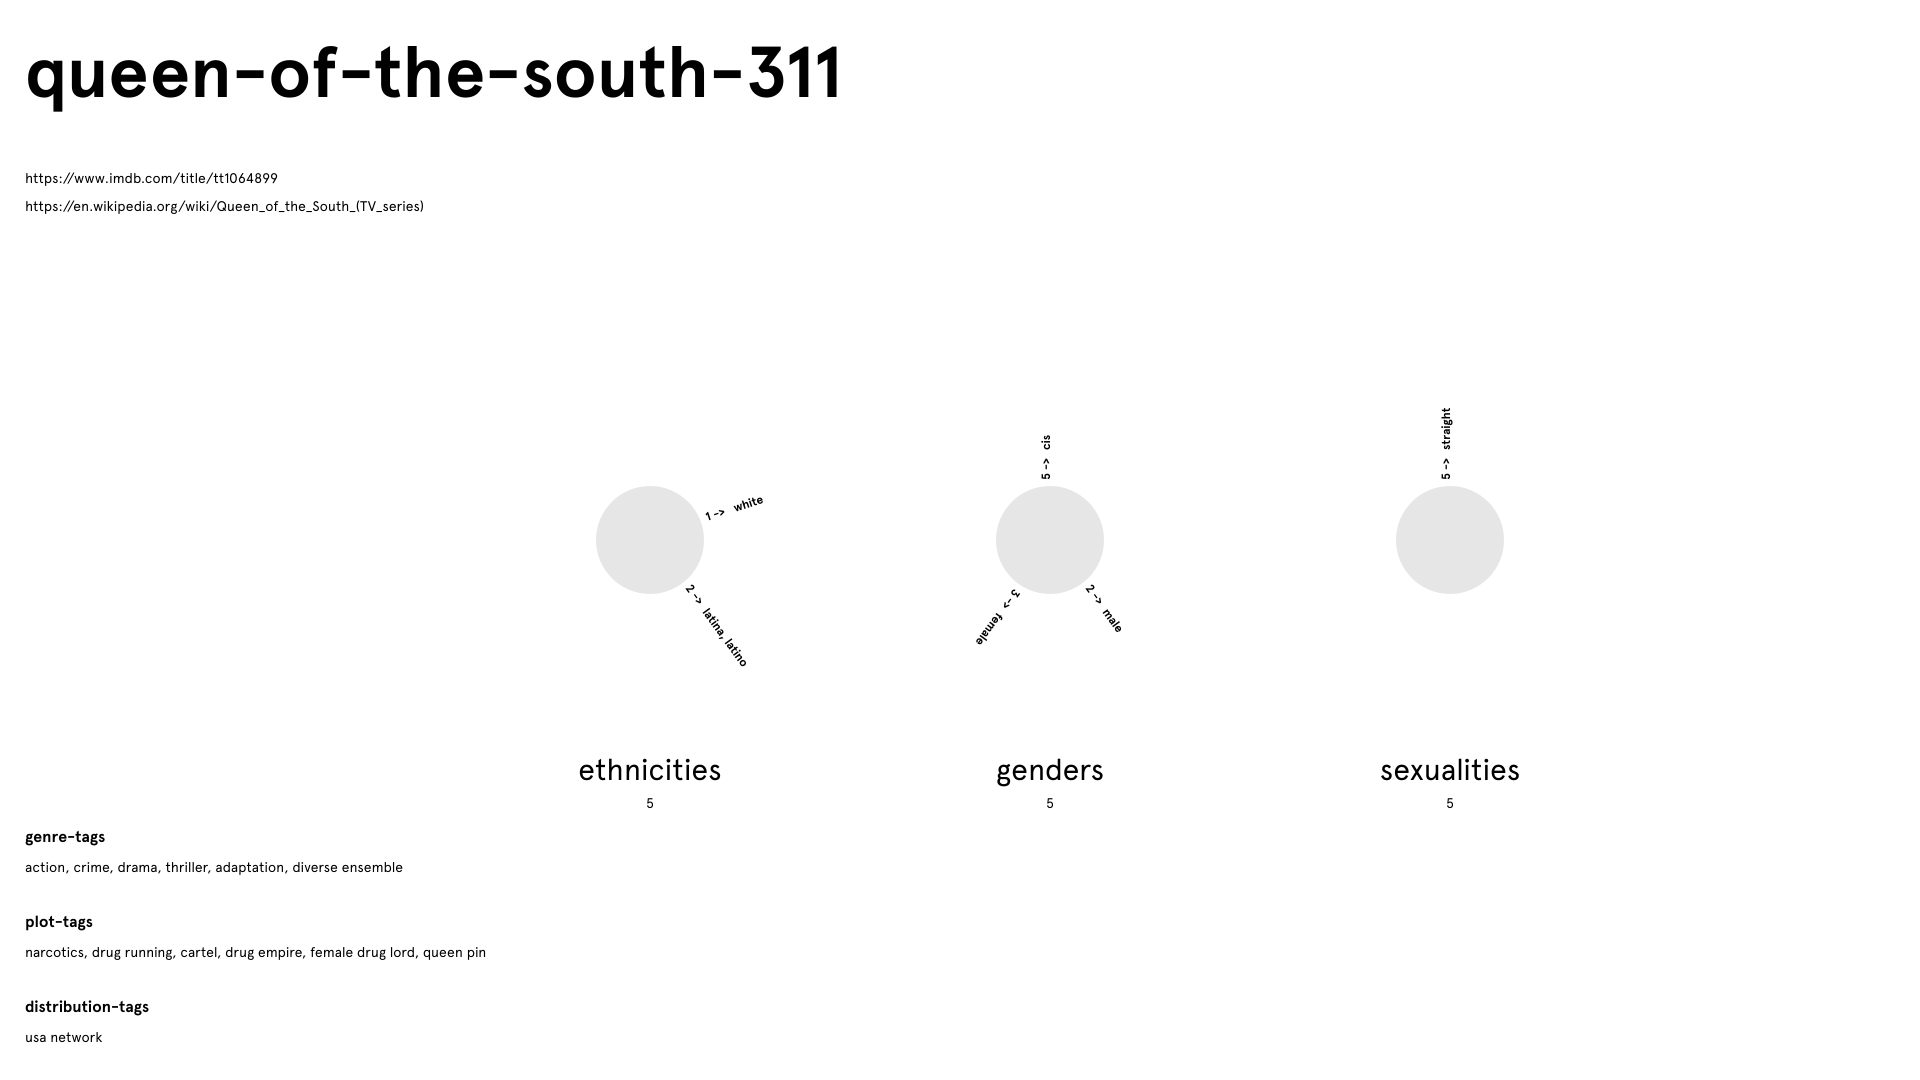 queen-of-the-south-311
https://www.imdb.com/title/tt1064899
https://en.wikipedia.org/wiki/Queen_of_the_South_(TV_series)
1 -> white
2 -> latina, latino
ethnicities
5
5 -> cis
2 -> male
3 -> female
genders
5
5 -> straight
sexualities
5
genre-tags
action, crime, drama, thriller, adaptation, diverse ensemble
plot-tags
narcotics, drug running, cartel, drug empire, female drug lord, queen pin
distribution-tags
usa network